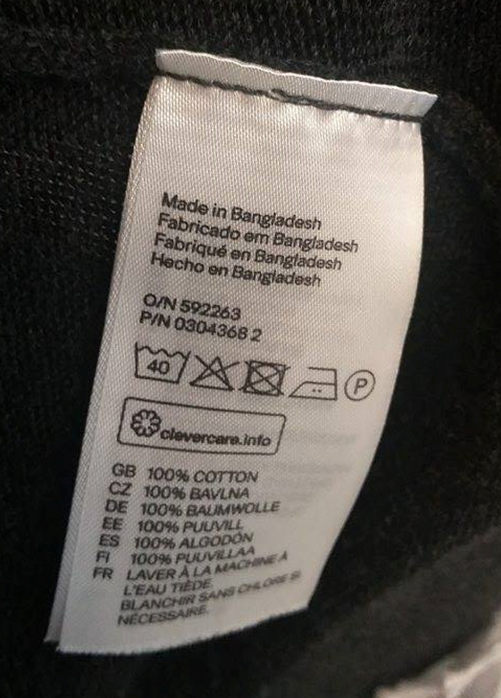 Made in Bangladesh
Fabricado em Bangladesh
Fabriqué en Bangladesh
Hecho en Bangladesh
O/N 592263
P/N 0304368 2
40
P
clevercare.info
GB 100% COTTON
CZ 100% BAVLNA
DE 100% BAUMWOLLE
EE 100% PUUVILL
ES 100% ALGODÓN
FI 100% PUUVILLAA
FR LAVER À LA MACHINE À
L'EAU TIÈDE.
BLANCHIR SANS CHLORE SI
NÉCESSAIRE.